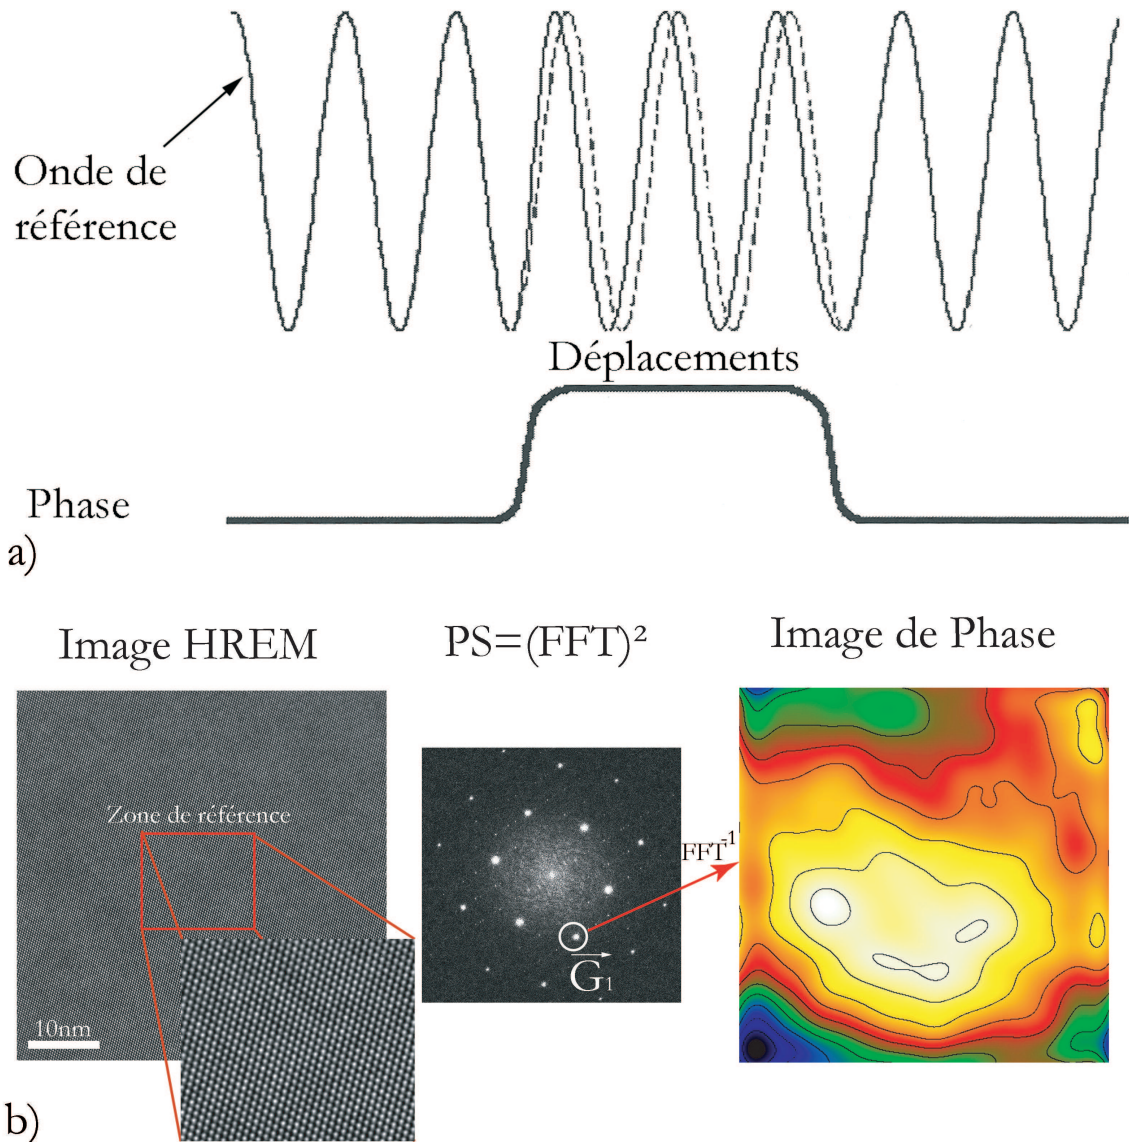 Onde de
référence
Déplacements
Phase
a)
Image HREM
PS=(FFT)²
Image de Phase
Zone de référence
FFT⁻¹
G₁
10nm
b)